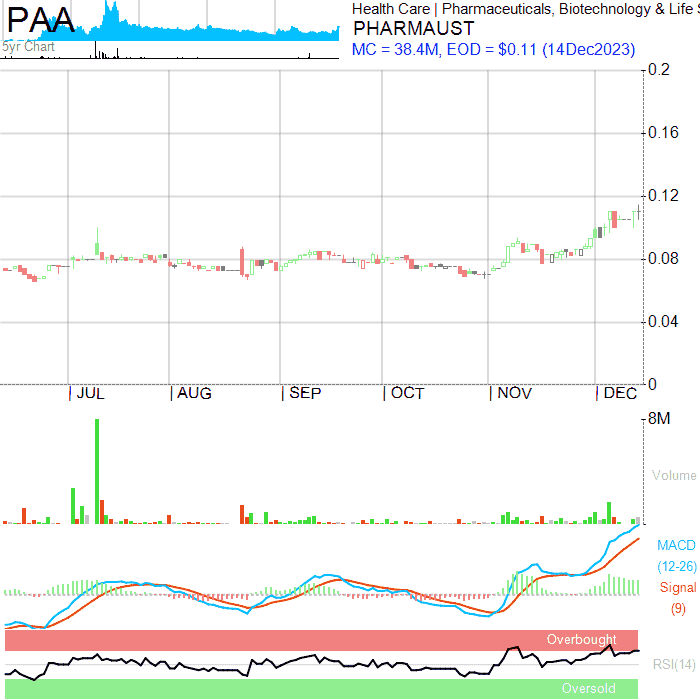 PAA
5yr Chart
Health Care | Pharmaceuticals, Biotechnology & Life S
PHARMAUST
MC = 38.4M, EOD = $0.11 (14Dec2023)
0.2
0.16
0.12
0.08
0.04
0
JUL AUG SEP OCT NOV DEC
8M
Volume
MACD
(12-26)
Signal
(9)
Overbought
RSI(14)
Oversold